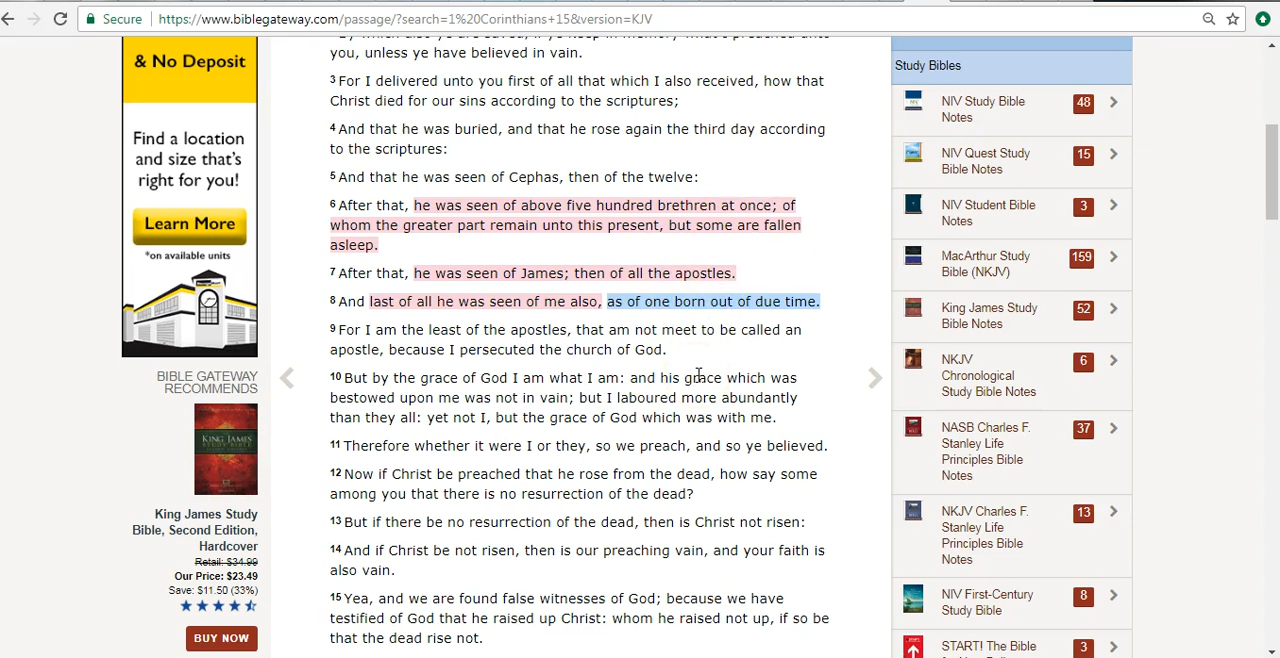 Secure
https://www.biblegateway.com/passage/?search=1%20Corinthians+15&version=KJV
& No Deposit
Find a location
and size that's
right for you!
Learn More
*on available units
BIBLE GATEWAY
RECOMMENDS
KING JAMES
STUDY
BIBLE
King James Study
Bible, Second Edition,
Hardcover
Retail: $34.99
Our Price: $23.49
Save: $11.50 (33%)
BUY NOW
you, unless ye have believed in vain.
3 For I delivered unto you first of all that which I also received, how that
Christ died for our sins according to the scriptures;
4 And that he was buried, and that he rose again the third day according
to the scriptures:
5 And that he was seen of Cephas, then of the twelve:
6 After that, he was seen of above five hundred brethren at once; of
whom the greater part remain unto this present, but some are fallen
asleep.
7 After that, he was seen of James; then of all the apostles.
8 And last of all he was seen of me also, as of one born out of due time.
9 For I am the least of the apostles, that am not meet to be called an
apostle, because I persecuted the church of God.
10 But by the grace of God I am what I am: and his grace which was
bestowed upon me was not in vain; but I laboured more abundantly
than they all: yet not I, but the grace of God which was with me.
11 Therefore whether it were I or they, so we preach, and so ye believed.
12 Now if Christ be preached that he rose from the dead, how say some
among you that there is no resurrection of the dead?
13 But if there be no resurrection of the dead, then is Christ not risen:
14 And if Christ be not risen, then is our preaching vain, and your faith is
also vain.
15 Yea, and we are found false witnesses of God; because we have
testified of God that he raised up Christ: whom he raised not up, if so be
that the dead rise not.
Study Bibles
NIV Study Bible
Notes
48
NIV Quest Study
Bible Notes
15
NIV Student Bible
Notes
3
MacArthur Study
Bible (NKJV)
159
King James Study
Bible Notes
52
NKJV
Chronological
Study Bible Notes
6
NASB Charles F.
Stanley Life
Principles Bible
Notes
37
NKJV Charles F.
Stanley Life
Principles Bible
Notes
13
NIV First-Century
Study Bible
8
START! The Bible
3